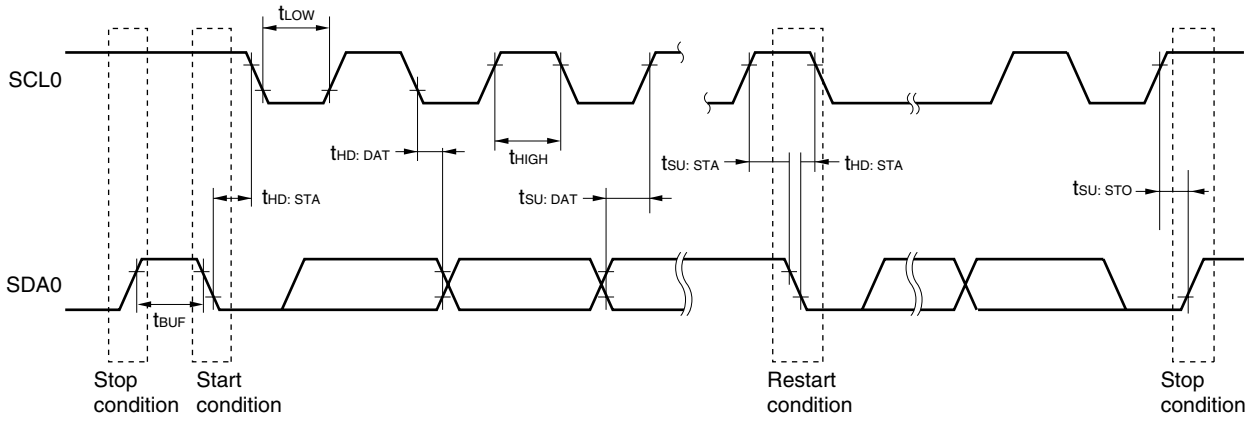 tLOW
SCL0
tHD: DAT
tHIGH
tSU: STA
tHD: STA
tHD: STA
tSU: DAT
tSU: STO
SDA0
tBUF
Stop
condition
Start
condition
Restart
condition
Stop
condition